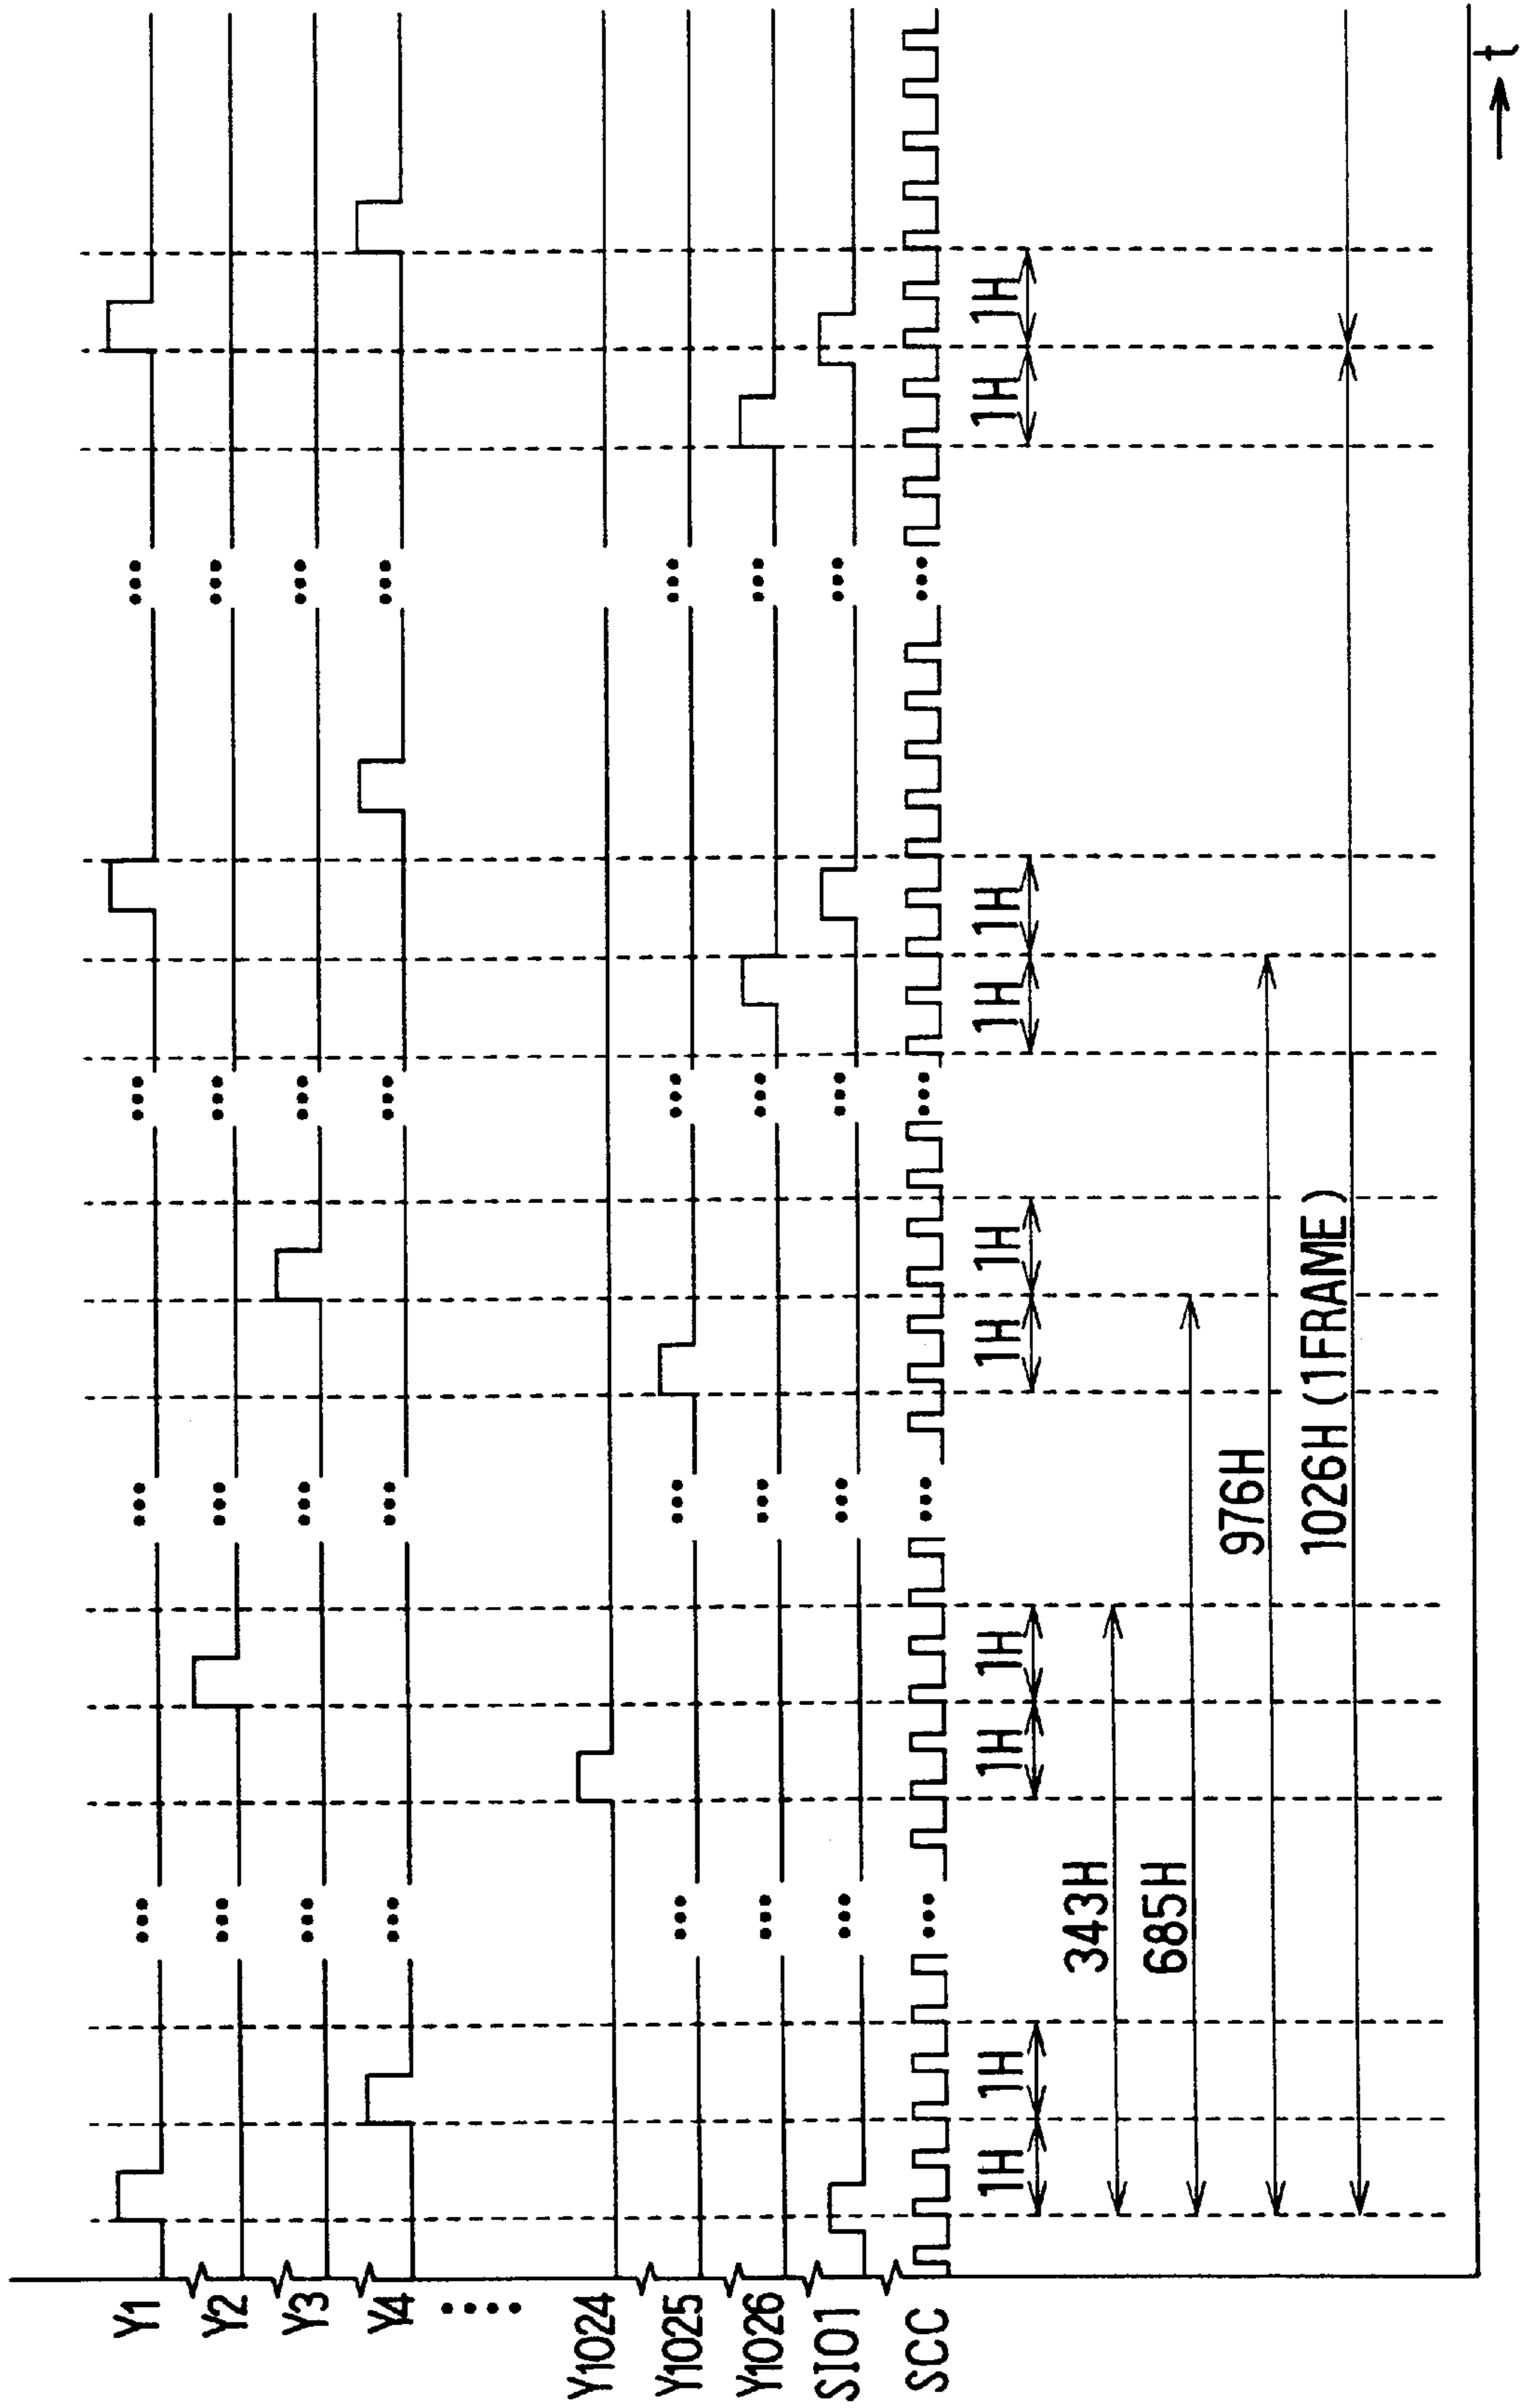 Y1
Y2
Y3
Y4
Y1024
Y1025
Y1026
SIO1
SCC
1H 1H 1H 1H 1H 1H 1H 1H 1H 1H
343H
685H
976H
1026H (1FRAME)
t